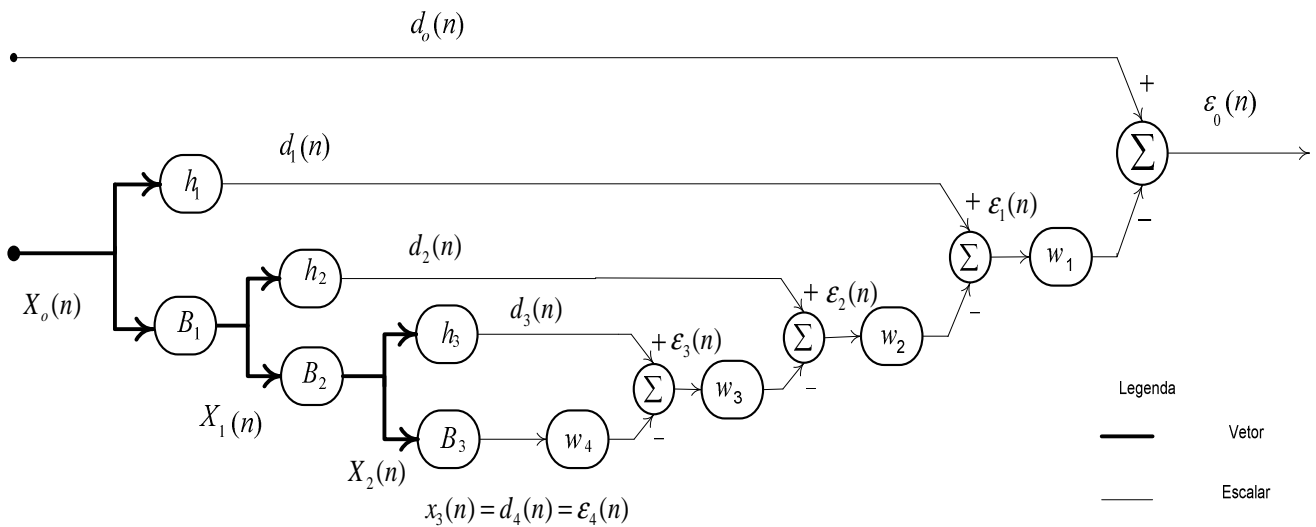 d_o(n)
+
ε_0(n)
Σ
d_1(n)
h_1
−
+ ε_1(n)
Σ
w_1
d_2(n)
h_2
X_o(n)
B_1
−
+ ε_2(n)
d_3(n)
h_3
Σ
w_2
+ ε_3(n)
B_2
Σ
w_3
−
Legenda
X_1(n)
B_3
w_4
−
Vetor
X_2(n)
x_3(n) = d_4(n) = ε_4(n)
Escalar